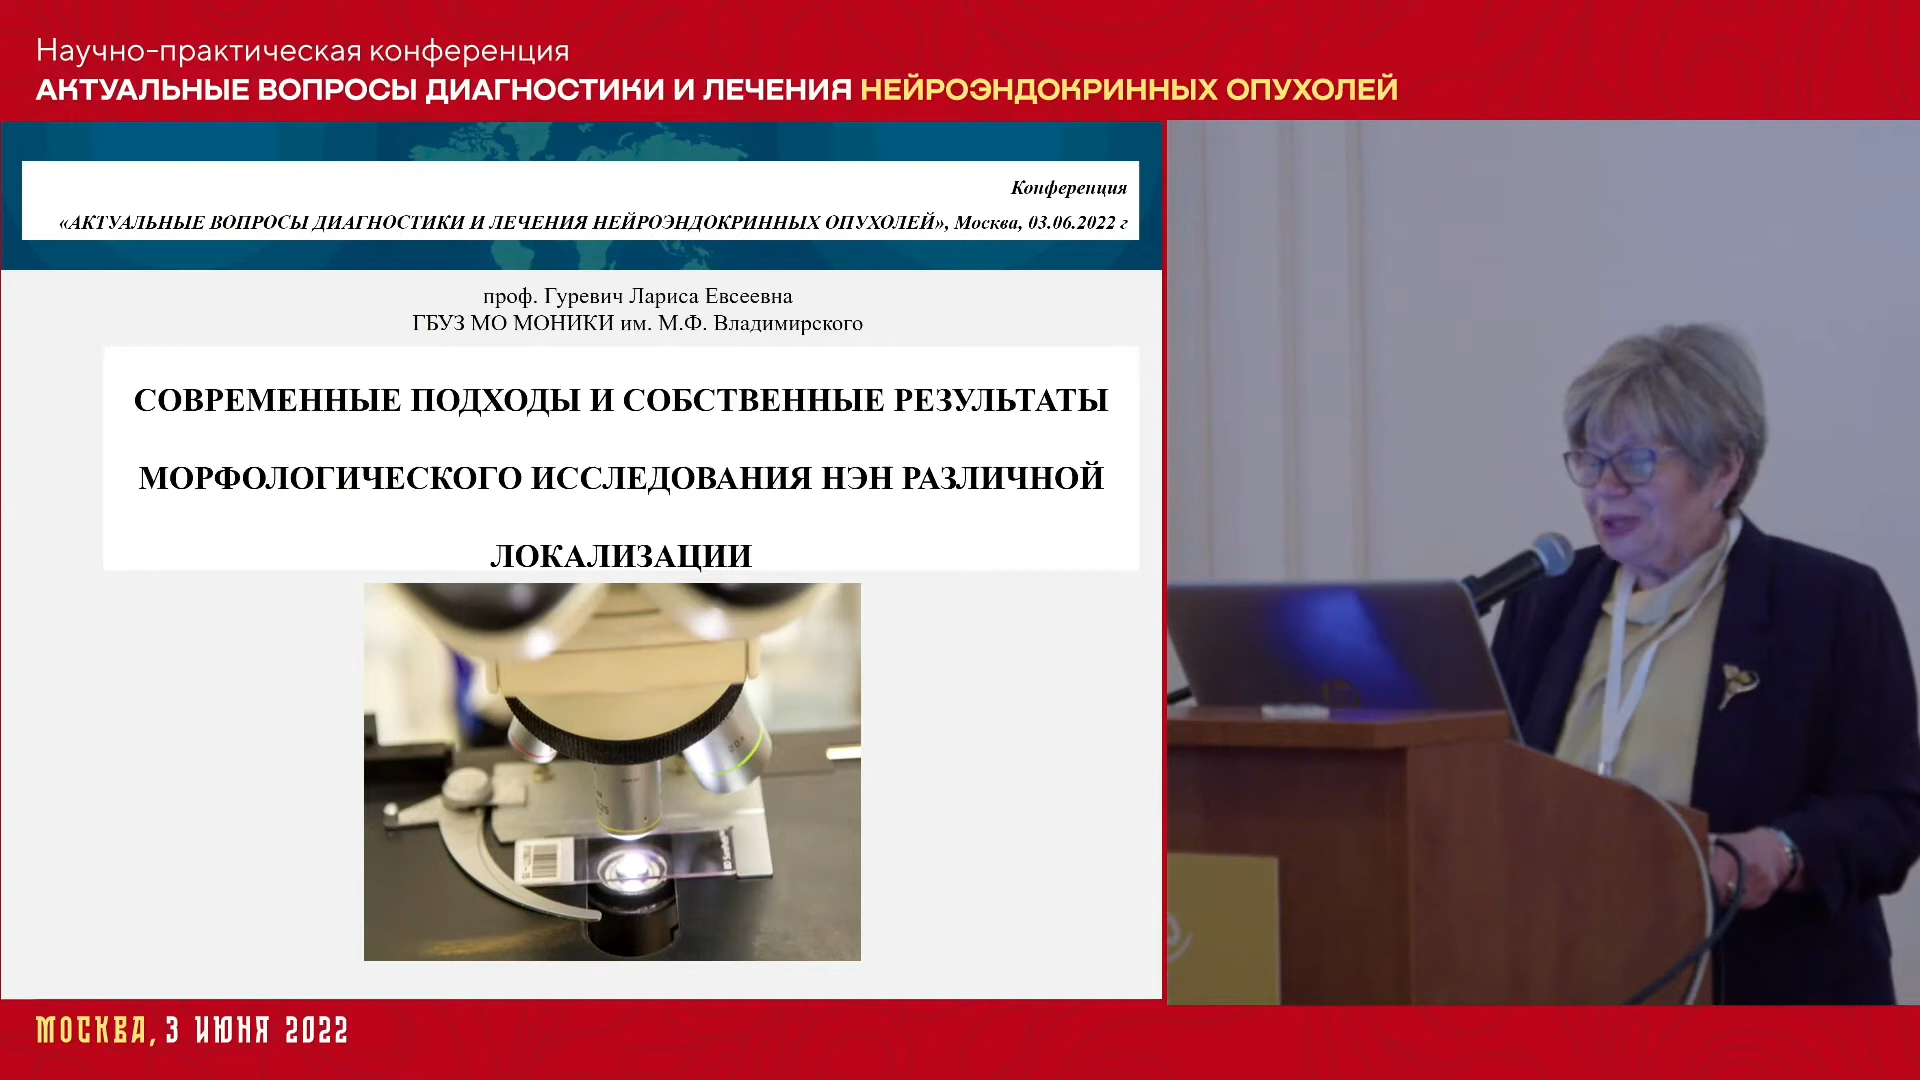 Научно-практическая конференция
АКТУАЛЬНЫЕ ВОПРОСЫ ДИАГНОСТИКИ И ЛЕЧЕНИЯ НЕЙРОЭНДОКРИННЫХ ОПУХОЛЕЙ
Конференция
«АКТУАЛЬНЫЕ ВОПРОСЫ ДИАГНОСТИКИ И ЛЕЧЕНИЯ НЕЙРОЭНДОКРИННЫХ ОПУХОЛЕЙ», Москва, 03.06.2022 г
проф. Гуревич Лариса Евсеевна
ГБУЗ МО МОНИКИ им. М.Ф. Владимирского
СОВРЕМЕННЫЕ ПОДХОДЫ И СОБСТВЕННЫЕ РЕЗУЛЬТАТЫ
МОРФОЛОГИЧЕСКОГО ИССЛЕДОВАНИЯ НЭН РАЗЛИЧНОЙ
ЛОКАЛИЗАЦИИ
МОСКВА, 3 ИЮНЯ 2022